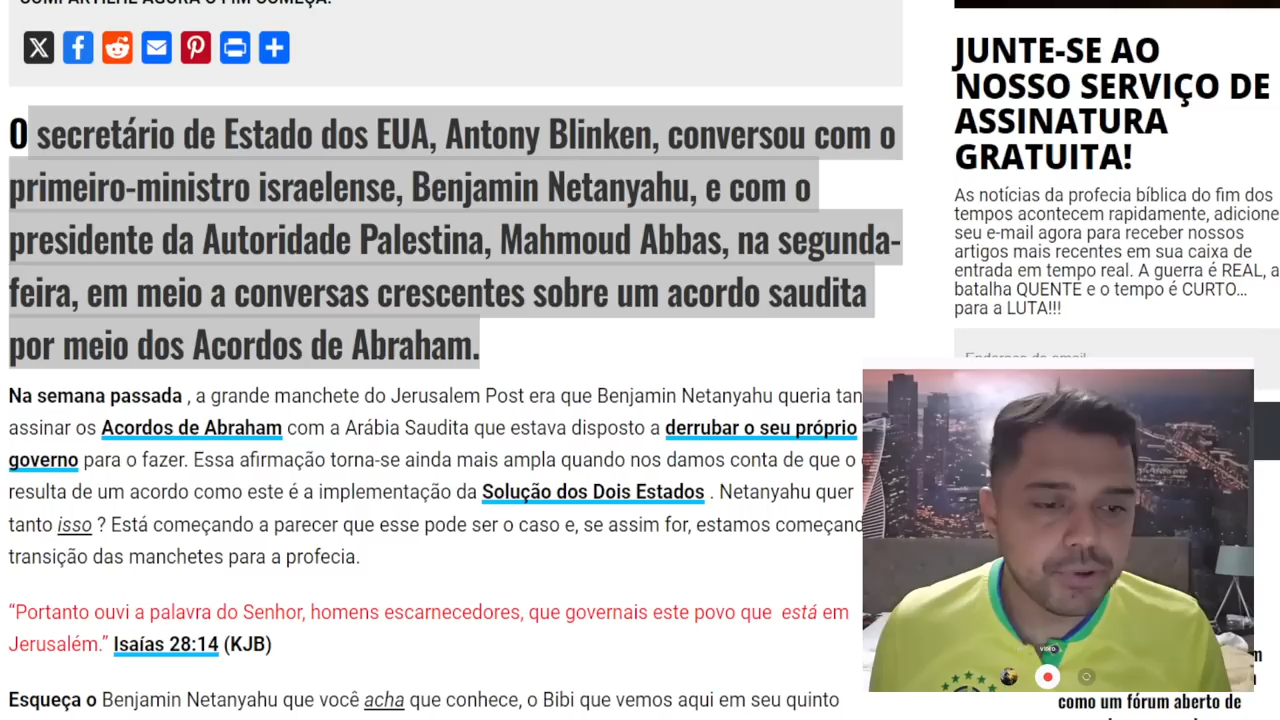 COMPARTILHE AGORA O FIM COMEÇA!
O secretário de Estado dos EUA, Antony Blinken, conversou com o
primeiro-ministro israelense, Benjamin Netanyahu, e com o
presidente da Autoridade Palestina, Mahmoud Abbas, na segunda-
feira, em meio a conversas crescentes sobre um acordo saudita
por meio dos Acordos de Abraham.
Na semana passada , a grande manchete do Jerusalem Post era que Benjamin Netanyahu queria tan
assinar os Acordos de Abraham com a Arábia Saudita que estava disposto a derrubar o seu próprio
governo para o fazer. Essa afirmação torna-se ainda mais ampla quando nos damos conta de que o
resulta de um acordo como este é a implementação da Solução dos Dois Estados . Netanyahu quer
tanto isso ? Está começando a parecer que esse pode ser o caso e, se assim for, estamos começand
transição das manchetes para a profecia.
“Portanto ouvi a palavra do Senhor, homens escarnecedores, que governais este povo que está em
Jerusalém.” Isaías 28:14 (KJB)
Esqueça o Benjamin Netanyahu que você acha que conhece, o Bibi que vemos aqui em seu quinto
JUNTE-SE AO
NOSSO SERVIÇO DE
ASSINATURA
GRATUITA!
As notícias da profecia bíblica do fim dos
tempos acontecem rapidamente, adicione
seu e-mail agora para receber nossos
artigos mais recentes em sua caixa de
entrada em tempo real. A guerra é REAL, a
batalha QUENTE e o tempo é CURTO...
para a LUTA!!!
Endereço de email
VÍDEO
como um fórum aberto de